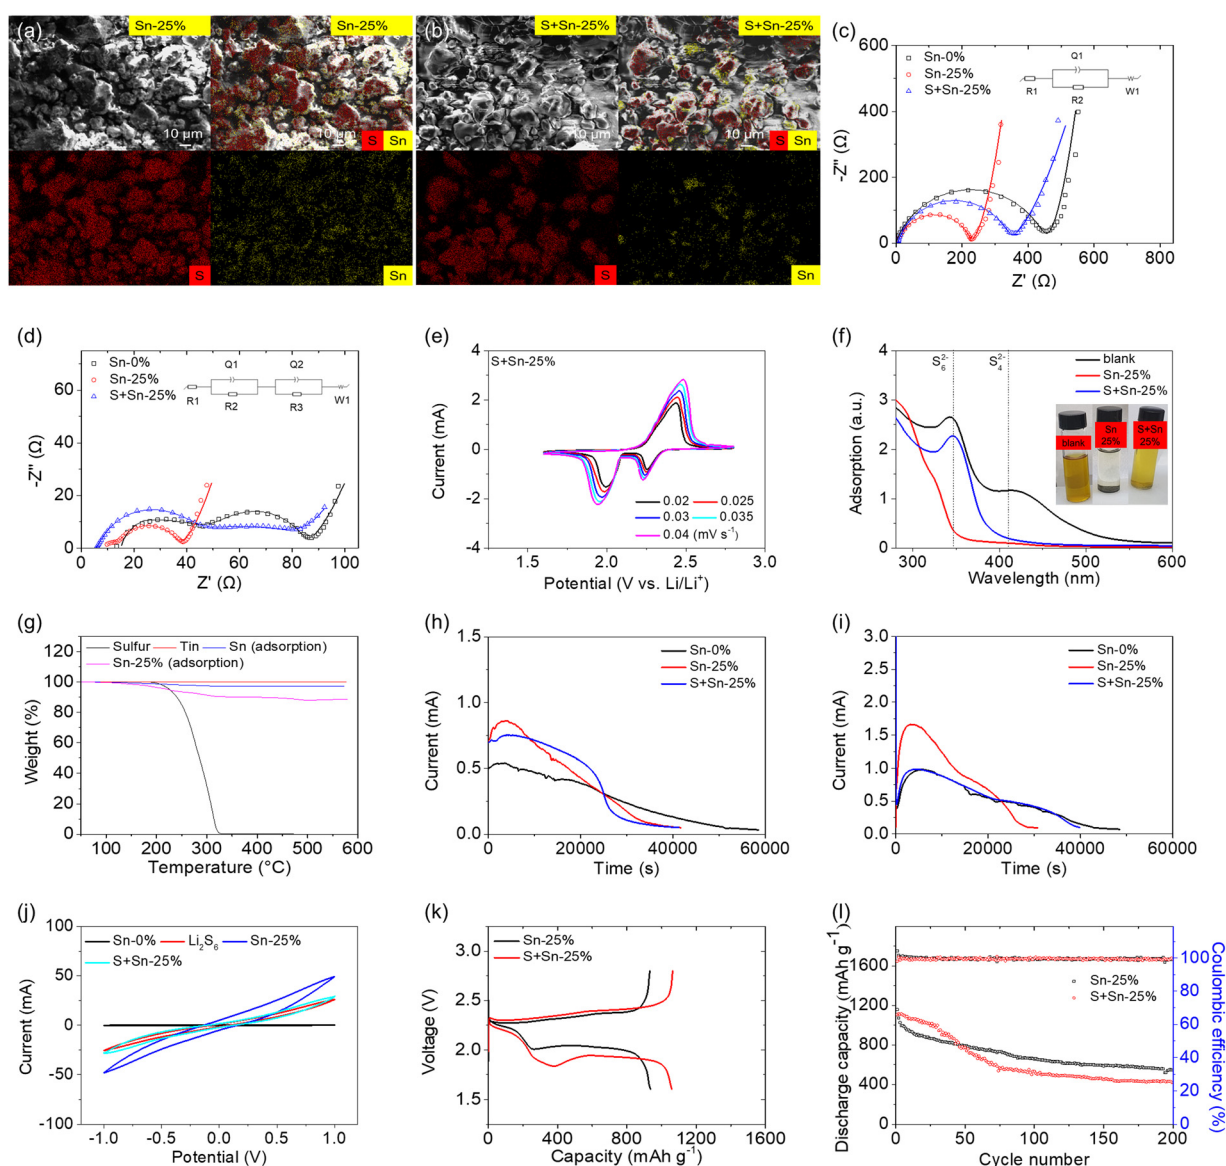 (a)
Sn-25%
Sn-25%
10 μm
10 μm
S
Sn
S
Sn
(b)
S+Sn-25%
S+Sn-25%
10 μm
10 μm
S
Sn
S
Sn
(c)
600
400
200
0
-Z'' (Ω)
Sn-0%
Sn-25%
S+Sn-25%
Q1
R1
R2
W1
0 200 400 600 800
Z' (Ω)
(d)
75
50
25
0
-Z'' (Ω)
Sn-0%
Sn-25%
S+Sn-25%
Q1 Q2
R1
R2
R3
W1
0 20 40 60 80 100
Z' (Ω)
(e)
4
2
0
-2
-4
Current (mA)
S+Sn-25%
0.02 0.025
0.03 0.035
0.04 (mV s⁻¹)
1.5 2.0 2.5 3.0
Potential (V vs. Li/Li⁺)
(f)
4
3
2
1
0
Adsorption (a.u.)
S₆²⁻
S₄²⁻
blank
Sn-25%
S+Sn-25%
blank
Sn
25%
S+Sn
25%
300 400 500 600
Wavelength (nm)
(g)
120
100
80
60
40
20
0
Weight (%)
Sulfur Tin Sn (adsorption)
Sn-25% (adsorption)
100 200 300 400 500 600
Temperature (°C)
(h)
1.5
1.0
0.5
0.0
Current (mA)
Sn-0%
Sn-25%
S+Sn-25%
0 20000 40000 60000
Time (s)
(i)
3.0
2.5
2.0
1.5
1.0
0.5
0.0
Current (mA)
Sn-0%
Sn-25%
S+Sn-25%
0 20000 40000 60000
Time (s)
(j)
100
50
0
-50
-100
Current (mA)
Sn-0% Li₂S₆ Sn-25%
S+Sn-25%
-1.0 -0.5 0.0 0.5 1.0
Potential (V)
(k)
3.0
2.5
2.0
1.5
Voltage (V)
Sn-25%
S+Sn-25%
0 400 800 1200 1600
Capacity (mAh g⁻¹)
(l)
1600
1200
800
400
0
Discharge capacity (mAh g⁻¹)
Sn-25%
S+Sn-25%
100
80
60
40
20
0
Coulombic efficiency (%)
0 50 100 150 200
Cycle number